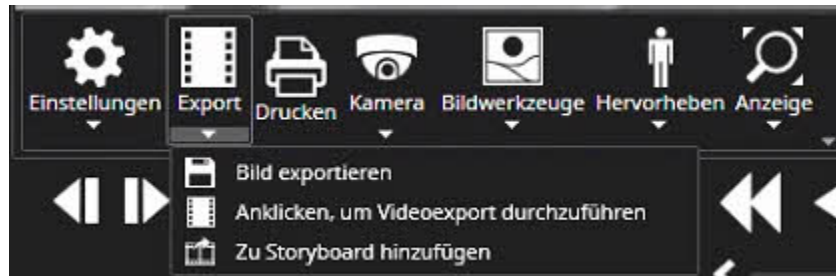 Einstellungen Export Drucken Kamera Bildwerkzeuge Hervorheben Anzeige
Bild exportieren
Anklicken, um Videoexport durchzuführen
Zu Storyboard hinzufügen